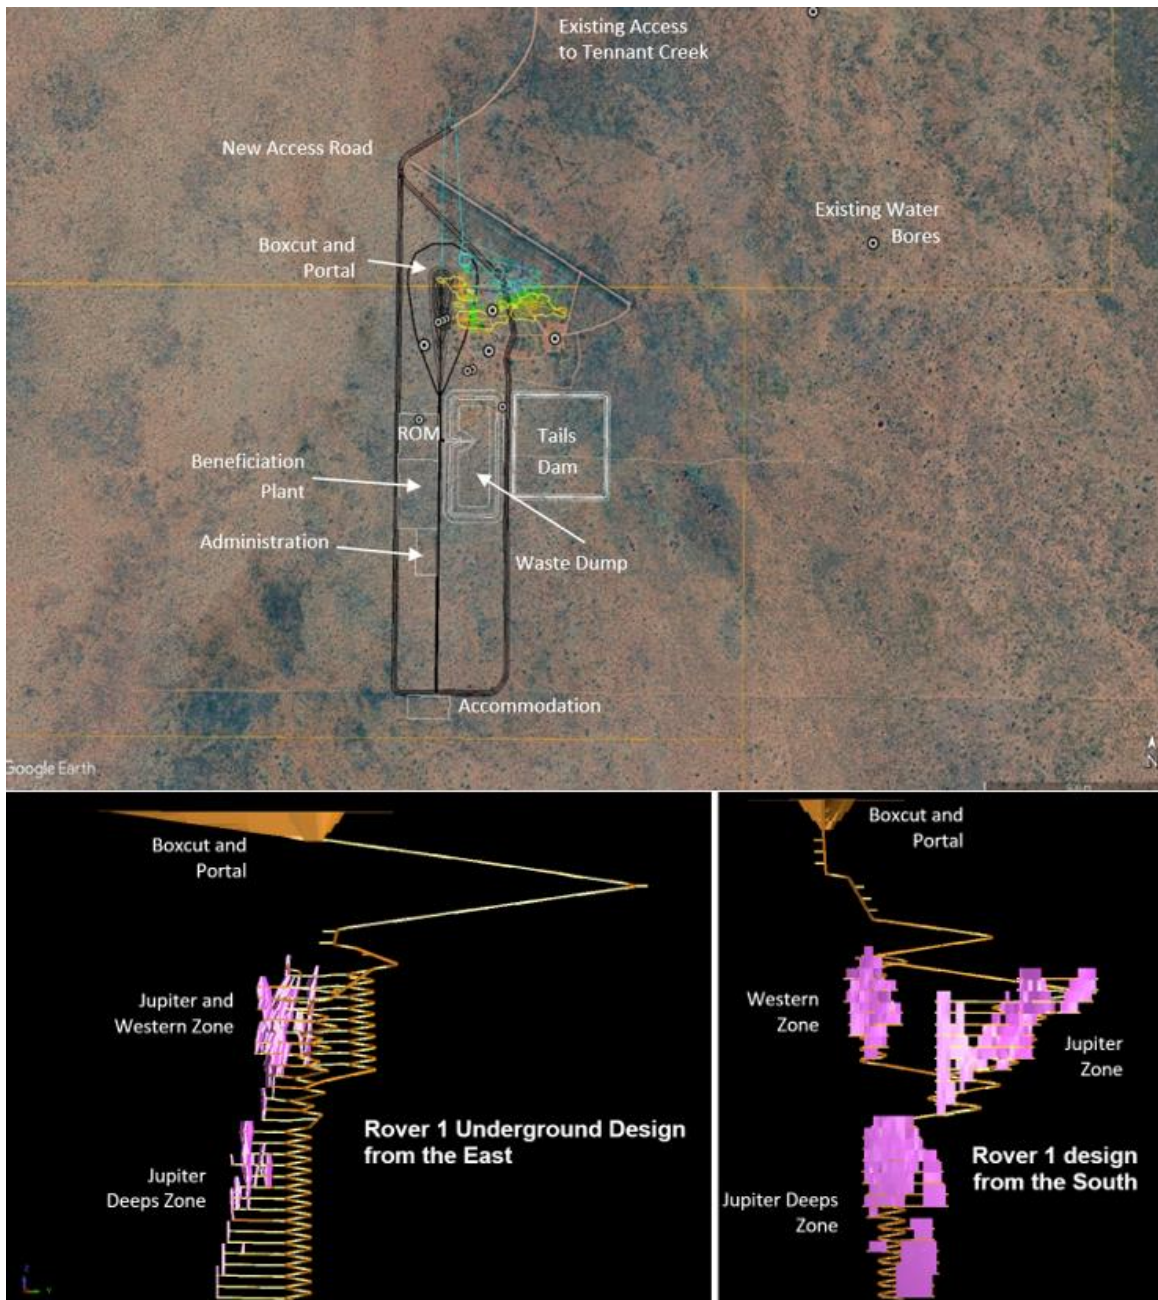 Existing Access
to Tennant Creek
New Access Road
Existing Water
Bores
Boxcut and
Portal
ROM
Tails
Dam
Beneficiation
Plant
Administration
Waste Dump
Accommodation
Google Earth
N
Boxcut and
Portal
Jupiter and
Western Zone
Rover 1 Underground Design
from the East
Jupiter
Deeps Zone
Boxcut and
Portal
Western
Zone
Jupiter
Zone
Rover 1 design
from the South
Jupiter Deeps
Zone